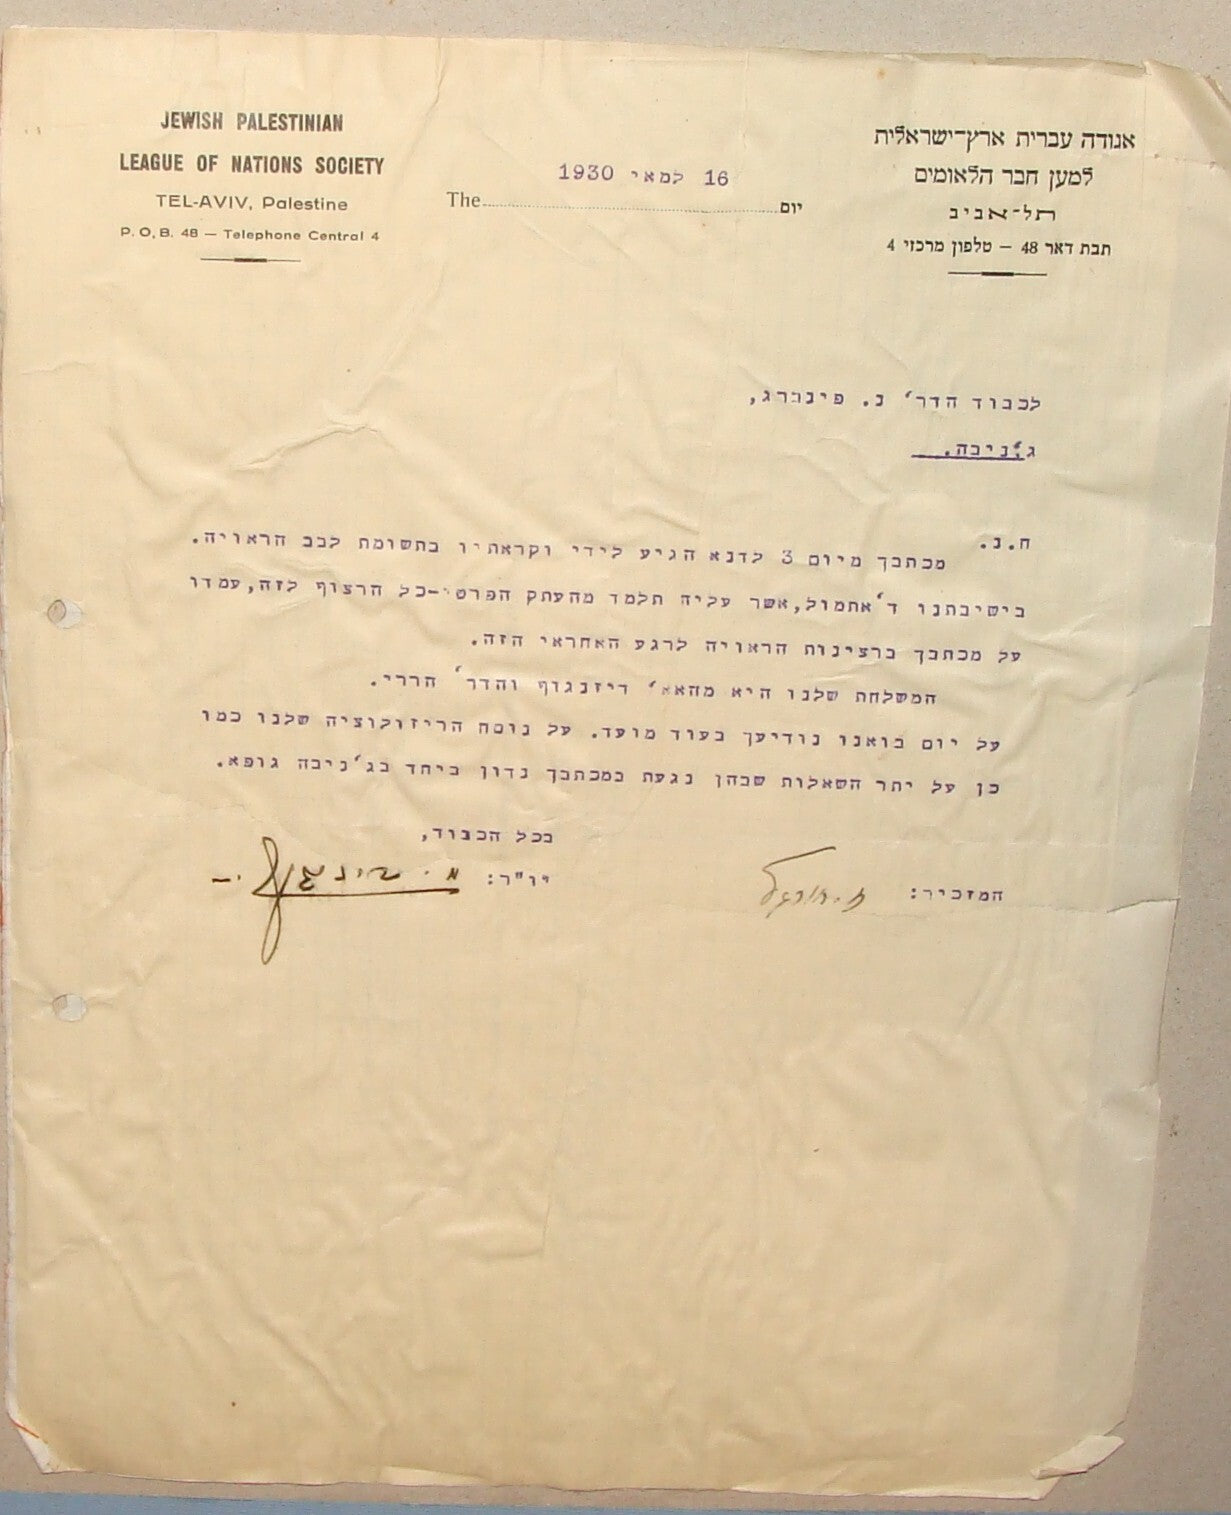 JEWISH PALESTINIAN
LEAGUE OF NATIONS SOCIETY
TEL-AVIV, Palestine
P.O.B. 48 — Telephone Central 4
אגודה עברית ארץ-ישראלית
למען חבר הלאומים
תל-אביב
תבת דאר 48 — טלפון מרכזי 4
The 16 למאי 1930 יום
לכבוד הדר' נ. פינברג,
ג'ניבה.
ח.נ.
מכתבך מיום 3 לדנא הגיע לידי וקראתיו בתשומת לבב הראויה.
בישיבתנו ד'אתמול,אשר עליה תלמד מהעתק הפרטי-כל הרצוף לזה,עמדו
על מכתבך ברצינות הראויה לרגע האחראי הזה.
המשלחת שלנו היא מהאא' דיזנגוף והדר' הררי.
על יום בואנו נודיעך בעוד מועד. על נוסח הריזולוציה שלנו כמו
כן על יתר השאלות שבהן נגעת במכתבך נדון ביחד בג'ניבה גופא.
בכל הכבוד,
יו"ר: מ. דיזנגוף
המזכיר: